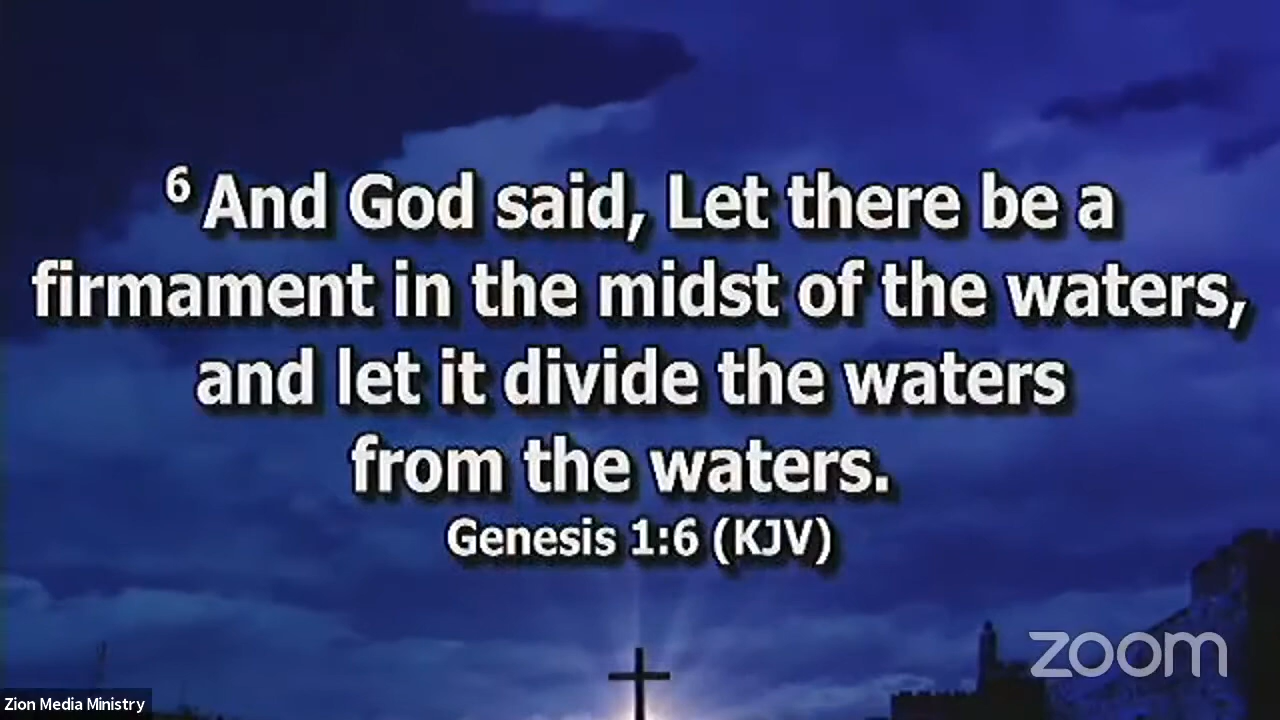 6 And God said, Let there be a
firmament in the midst of the waters,
and let it divide the waters
from the waters.
Genesis 1:6 (KJV)
zoom
Zion Media Ministry